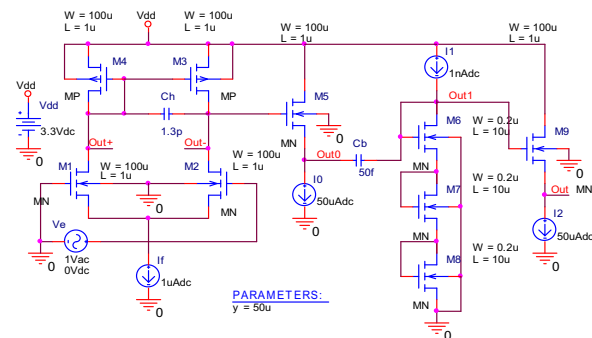 W = 100u
L = 1u
Vdd
W = 100u
L = 1u
W = 100u
L = 1u
I1
W = 100u
L = 1u
M4
M3
1nAdc
Vdd
MP
Ch
MP
M5
Out1
Vdd
1.3p
M6
W = 0.2u
L = 10u
M9
3.3Vdc
0
Out+
Out-
MN
0
Cb
M1
W = 100u
L = 1u
M2
W = 100u
L = 1u
Out0
50f
MN
0
I0
M7
W = 0.2u
L = 10u
Out
MN
MN
0
MN
50uAdc
MN
I2
50uAdc
Ve
0
1Vac
0Vdc
0
If
1uAdc
M8
W = 0.2u
L = 10u
0
PARAMETERS:
y = 50u
MN
0
0